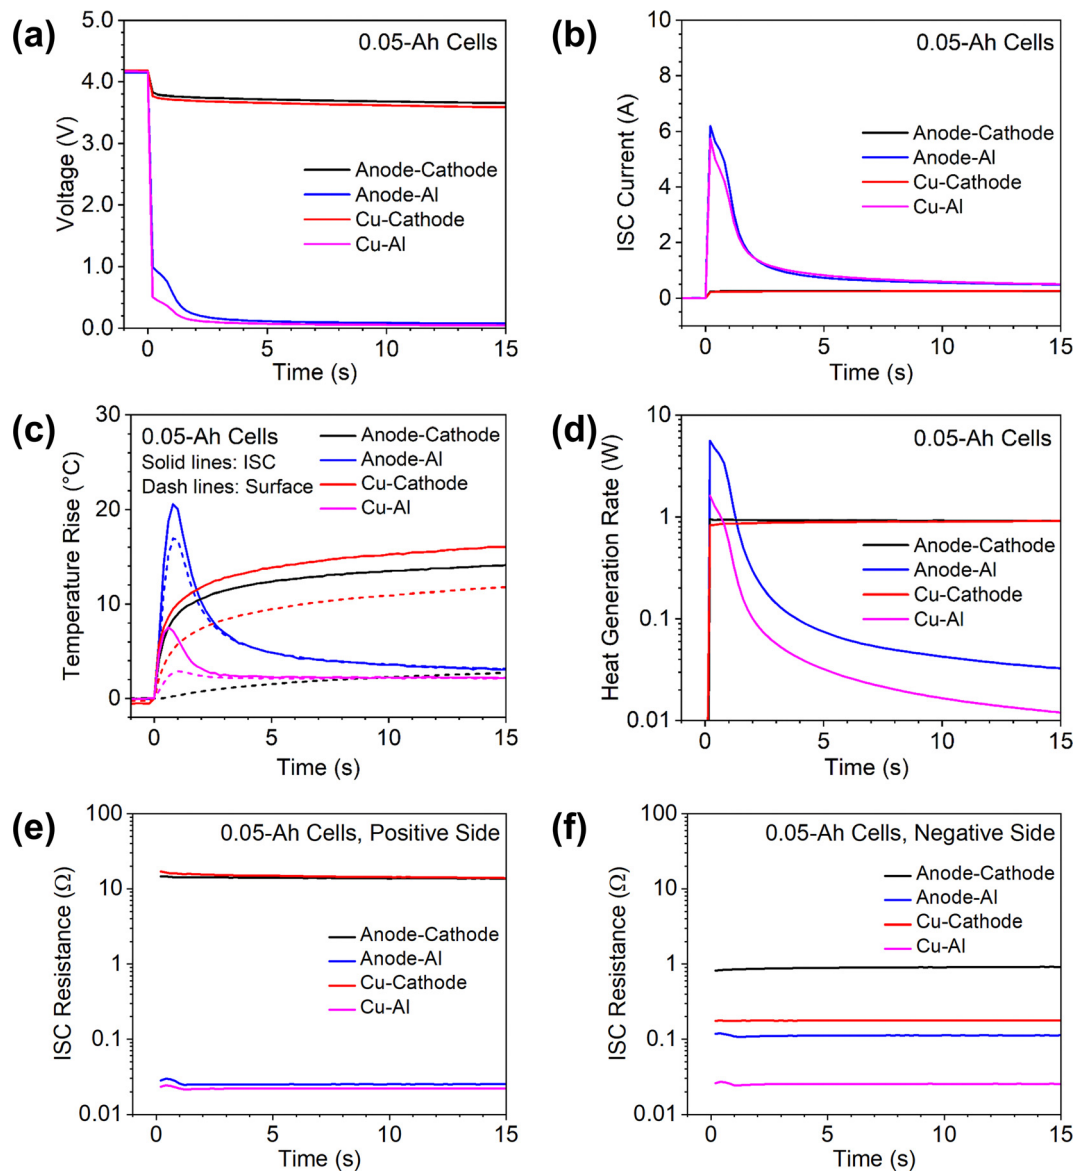 (a)
5.0
4.0
3.0
2.0
1.0
0.0
Voltage (V)
0.05-Ah Cells
Anode-Cathode
Anode-Al
Cu-Cathode
Cu-Al
0 5 10 15
Time (s)
(b)
10
8
6
4
2
0
ISC Current (A)
0.05-Ah Cells
Anode-Cathode
Anode-Al
Cu-Cathode
Cu-Al
0 5 10 15
Time (s)
(c)
30
20
10
0
Temperature Rise (°C)
0.05-Ah Cells
Solid lines: ISC
Dash lines: Surface
Anode-Cathode
Anode-Al
Cu-Cathode
Cu-Al
0 5 10 15
Time (s)
(d)
10
1
0.1
0.01
Heat Generation Rate (W)
0.05-Ah Cells
Anode-Cathode
Anode-Al
Cu-Cathode
Cu-Al
0 5 10 15
Time (s)
(e)
100
10
1
0.1
0.01
ISC Resistance (Ω)
0.05-Ah Cells, Positive Side
Anode-Cathode
Anode-Al
Cu-Cathode
Cu-Al
0 5 10 15
Time (s)
(f)
100
10
1
0.1
0.01
ISC Resistance (Ω)
0.05-Ah Cells, Negative Side
Anode-Cathode
Anode-Al
Cu-Cathode
Cu-Al
0 5 10 15
Time (s)